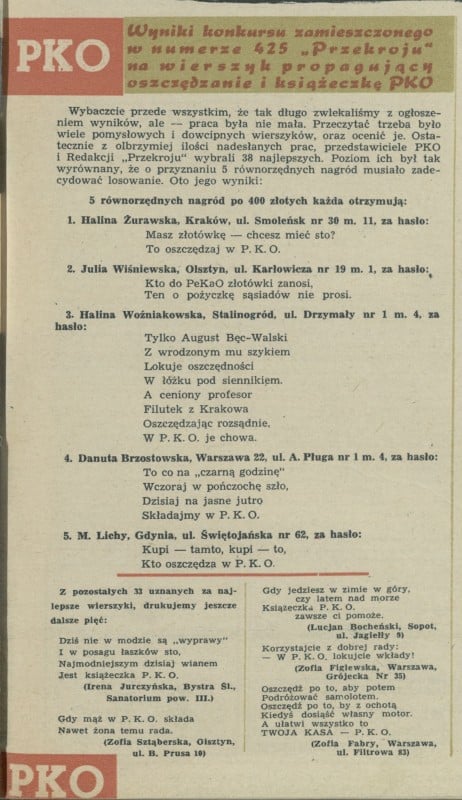 PKO
Wyniki konkursu zamieszczonego
w numerze 425 „Przekroju"
na wierszyk propagujący
oszczędzanie i książeczkę PKO
Wybaczcie przede wszystkim, że tak długo zwlekaliśmy z ogłosze-
niem wyników, ale — praca była nie mała. Przeczytać trzeba było
wiele pomysłowych i dowcipnych wierszyków, oraz ocenić je. Osta-
tecznie z olbrzymiej ilości nadesłanych prac, przedstawiciele PKO
i Redakcji „Przekroju" wybrali 38 najlepszych. Poziom ich był tak
wyrównany, że o przyznaniu 5 równorzędnych nagród musiało zade-
cydować losowanie. Oto jego wyniki:
5 równorzędnych nagród po 400 złotych każda otrzymują:
1. Halina Żurawska, Kraków, ul. Smoleńsk nr 30 m. 11, za hasło:
Masz złotówkę — chcesz mieć sto?
To oszczędzaj w P. K. O.
2. Julia Wiśniewska, Olsztyn, ul. Karłowicza nr 19 m. 1, za hasło:
Kto do PeKaO złotówki zanosi,
Ten o pożyczkę sąsiadów nie prosi.
3. Halina Woźniakowska, Stalinogród, ul. Drzymały nr 1 m. 4, za
hasło:
Tylko August Bęc-Walski
Z wrodzonym mu szykiem
Lokuje oszczędności
W łóżku pod siennikiem.
A ceniony profesor
Filutek z Krakowa
Oszczędzając rozsądnie,
W P. K. O. je chowa.
4. Danuta Brzostowska, Warszawa 22, ul. A. Pługa nr 1 m. 4, za hasło:
To co na „czarną godzinę"
Wczoraj w pończochę szło,
Dzisiaj na jasne jutro
Składajmy w P. K. O.
5. M. Lichy, Gdynia, ul. Świętojańska nr 62, za hasło:
Kupi — tamto, kupi — to,
Kto oszczędza w P. K. O.
Z pozostałych 33 uznanych za naj-
lepsze wierszyki, drukujemy jeszcze
dalsze pięć:
Dziś nie w modzie są „wyprawy"
I w posagu łaszków sto,
Najmodniejszym dzisiaj wianem
Jest książeczka P. K. O.
(Irena Jurczyńska, Bystra Śl.,
Sanatorium pow. III.)
Gdy mąż w P. K. O. składa
Nawet żona temu rada.
(Zofia Sztąberska, Olsztyn,
ul. B. Prusa 10)
Gdy jedziesz w zimie w góry,
czy latem nad morze
Książeczka P. K. O.
zawsze ci pomoże.
(Lucjan Bocheński, Sopot,
ul. Jagiełły 9)
Korzystajcie z dobrej rady:
— W P. K. O. lokujcie wkłady!
(Zofia Figlewska, Warszawa,
Grójecka Nr 35)
Oszczędź po to, aby potem
Podróżować samolotem.
Oszczędź po to, by z ochotą
Kiedyś dosiąść własny motor.
A ułatwi wszystko to
TWOJA KASA — P. K. O.
(Zofia Fabry, Warszawa,
ul. Filtrowa 83)
PKO